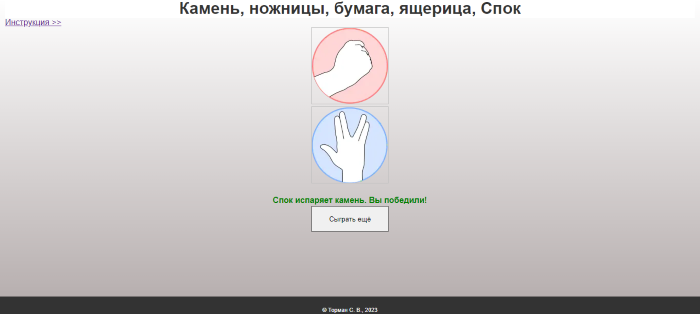 Камень, ножницы, бумага, ящерица, Спок
Инструкция >>
Спок испаряет камень. Вы победили!
Сыграть ещё
© Торман С. В., 2023